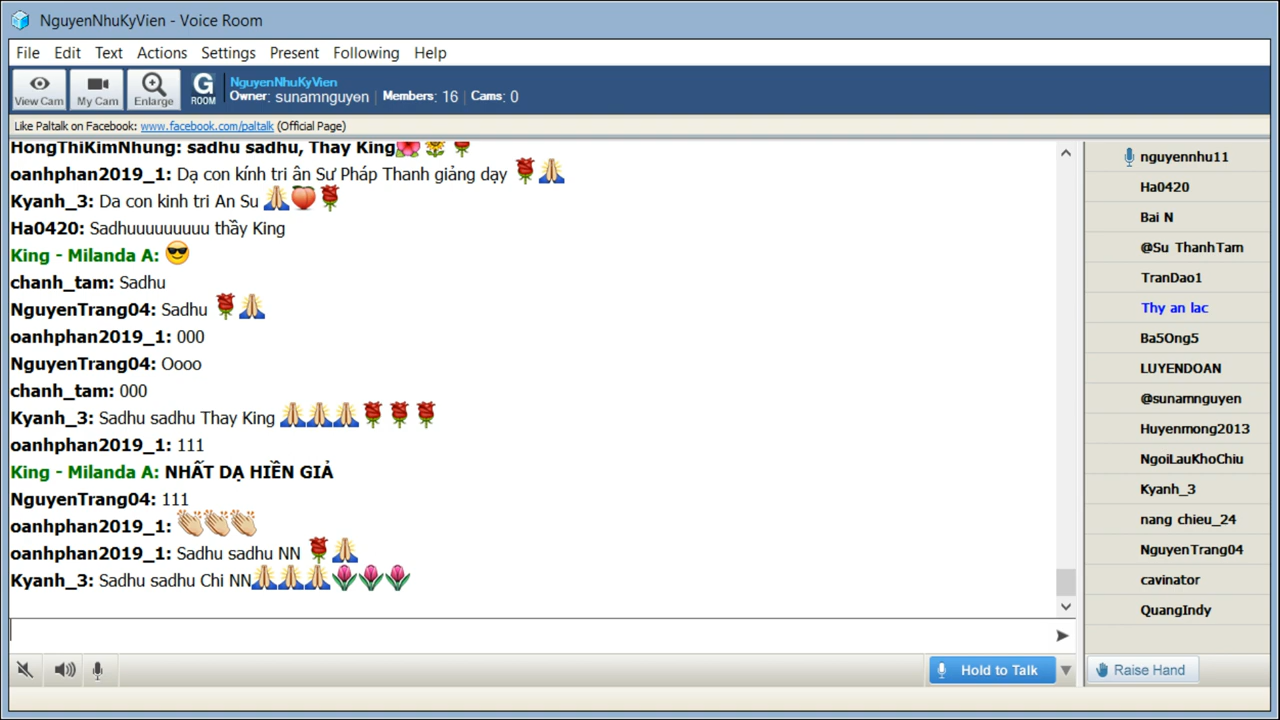 NguyenNhuKyVien - Voice Room
File Edit Text Actions Settings Present Following Help
View Cam
My Cam
Enlarge
G ROOM
NguyenNhuKyVien
Owner: sunamnguyen | Members: 16 | Cams: 0
Like Paltalk on Facebook: www.facebook.com/paltalk (Official Page)
HongThiKimNhung: sadhu sadhu, Thay King
oanhphan2019_1: Dạ con kính tri ân Sư Pháp Thanh giảng dạy
Kyanh_3: Da con kinh tri An Su
Ha0420: Sadhuuuuuuuuu thầy King
King - Milanda A:
chanh_tam: Sadhu
NguyenTrang04: Sadhu
oanhphan2019_1: 000
NguyenTrang04: Oooo
chanh_tam: 000
Kyanh_3: Sadhu sadhu Thay King
oanhphan2019_1: 111
King - Milanda A: NHẤT DẠ HIỀN GIẢ
NguyenTrang04: 111
oanhphan2019_1:
oanhphan2019_1: Sadhu sadhu NN
Kyanh_3: Sadhu sadhu Chi NN
Hold to Talk
nguyennhu11
Ha0420
Bai N
@Su ThanhTam
TranDao1
Thy an lac
Ba5Ong5
LUYENDOAN
@sunamnguyen
Huyenmong2013
NgoiLauKhoChiu
Kyanh_3
nang chieu_24
NguyenTrang04
cavinator
QuangIndy
Raise Hand